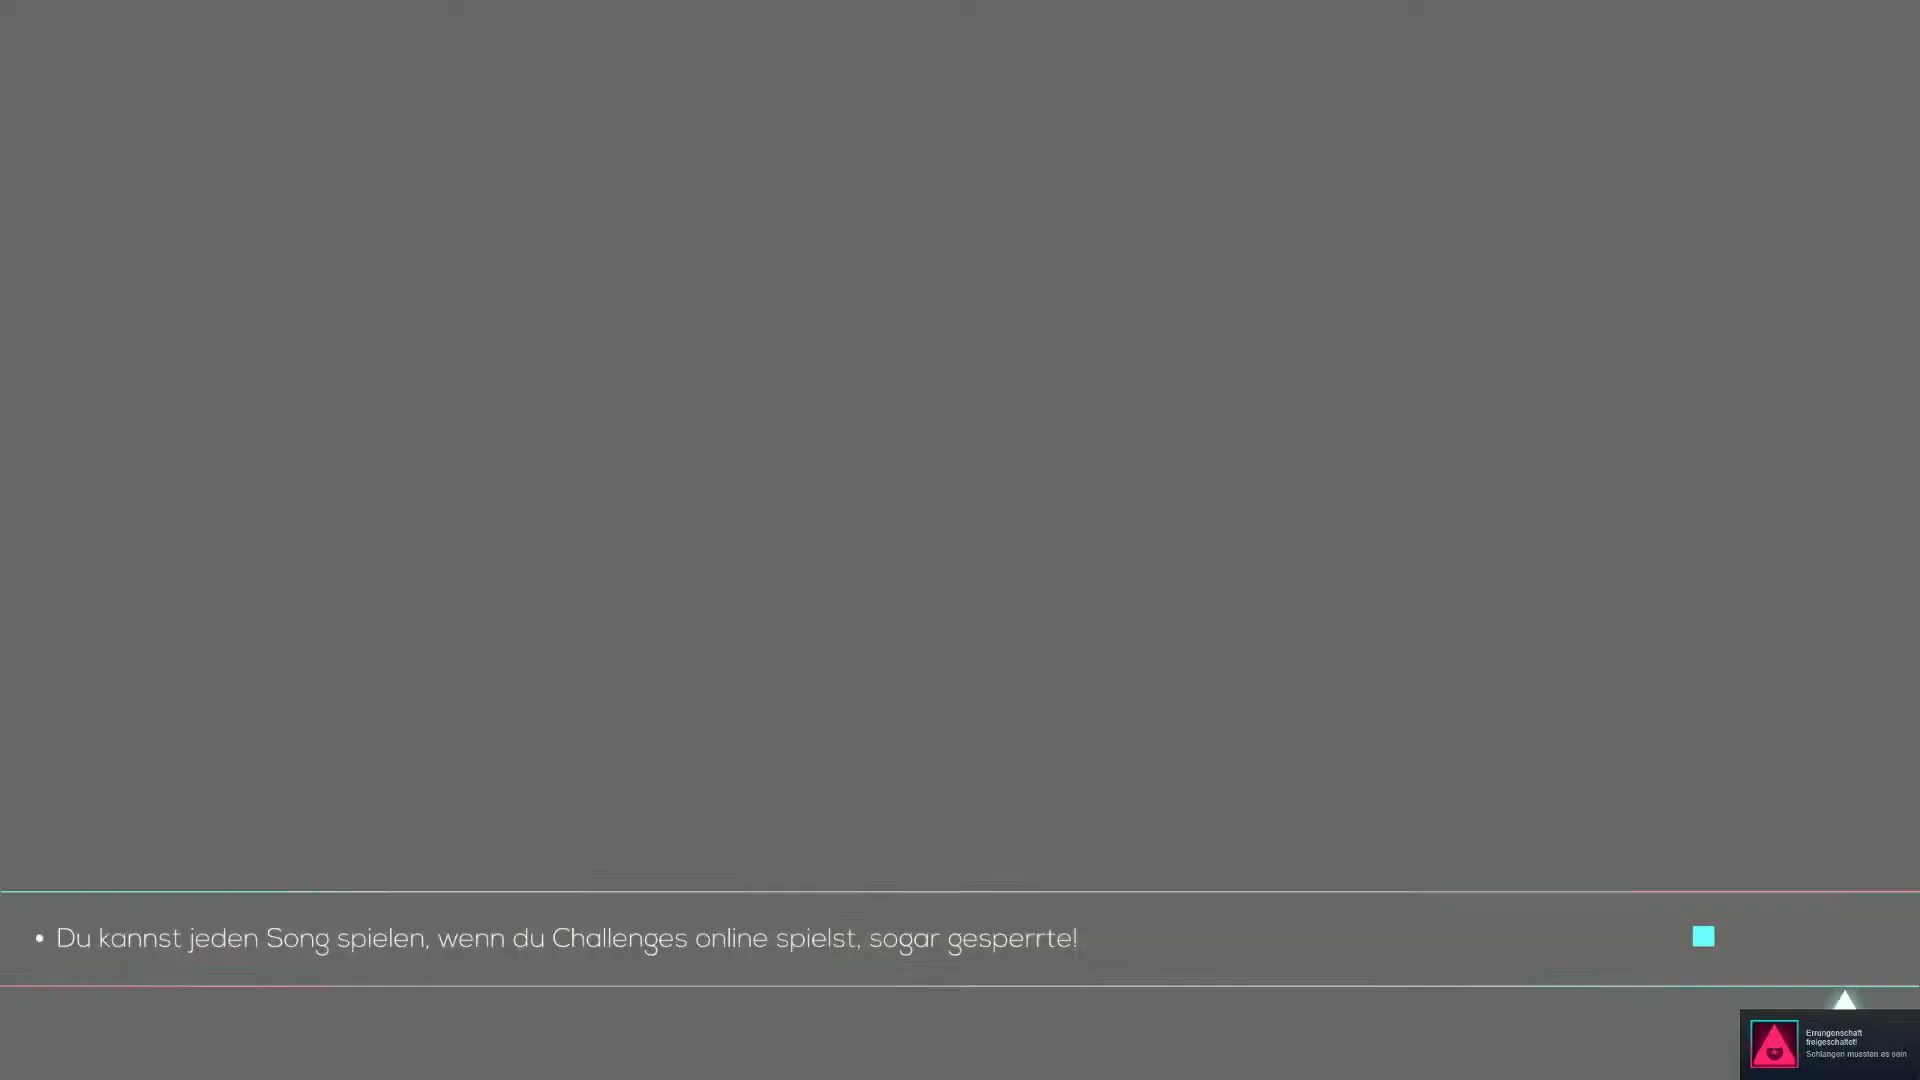 • Du kannst jeden Song spielen, wenn du Challenges online spielst, sogar gesperrte!
Errungenschaft
freigeschaltet!
Schlangen mussten es sein